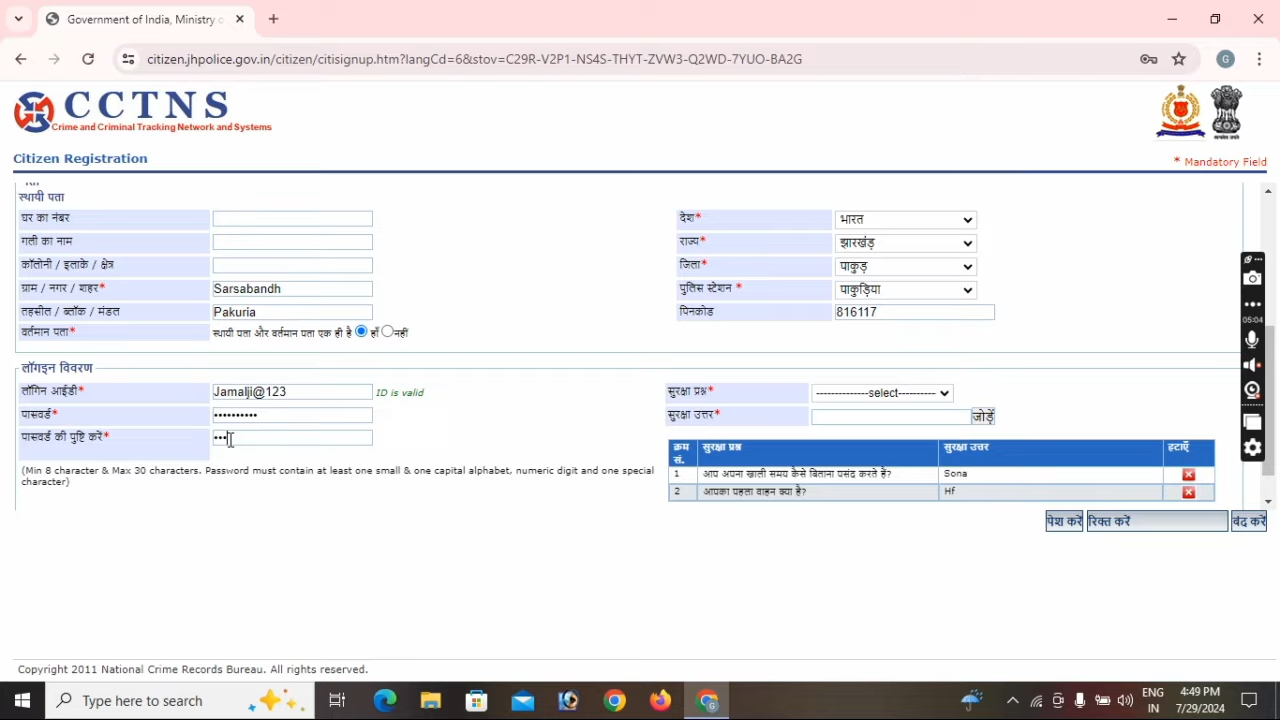 Government of India, Ministry o
citizen.jhpolice.gov.in/citizen/citisignup.htm?langCd=6&stov=C29R-V2P1-NS4S-THYT-ZVW3-Q2WD-7YUO-BA2G
G
CCTNS
Crime and Criminal Tracking Network and Systems
Citizen Registration
* Mandatory Field
स्थायी पता
घर का नंबर
देश* भारत
गली का नाम
राज्य* झारखंड़
कॉलोनी / इलाके / क्षेत्र
जिला* पाकुड़
ग्राम / नगर / शहर* Sarsabandh
पुलिस स्टेशन * पाकुड़िया
तहसील / ब्लॉक / मंडल Pakuria
पिनकोड 816117
वर्तमान पता* स्थायी पता और वर्तमान पता एक ही है हाँ नहीं
लॉगइन विवरण
लॉगिन आईडी* Jamalji@123 ID is valid
सुरक्षा प्रश्न* --------------select----------
पासवर्ड* ••••••••••
सुरक्षा उत्तर* जोड़ें
पासवर्ड की पुष्टि करें* •••
(Min 8 character & Max 30 characters. Password must contain at least one small & one capital alphabet, numeric digit and one special
character)
क्रम सुरक्षा प्रश्न सुरक्षा उत्तर हटाएँ
सं.
1 आप अपना खाली समय कैसे बिताना पसंद करते हैं? Sona
2 आपका पहला वाहन क्या है? Hf
पेश करें रिक्त करें बंद करें
05:04
Copyright 2011 National Crime Records Bureau. All rights reserved.
Type here to search
ENG 4:49 PM
IN 7/29/2024